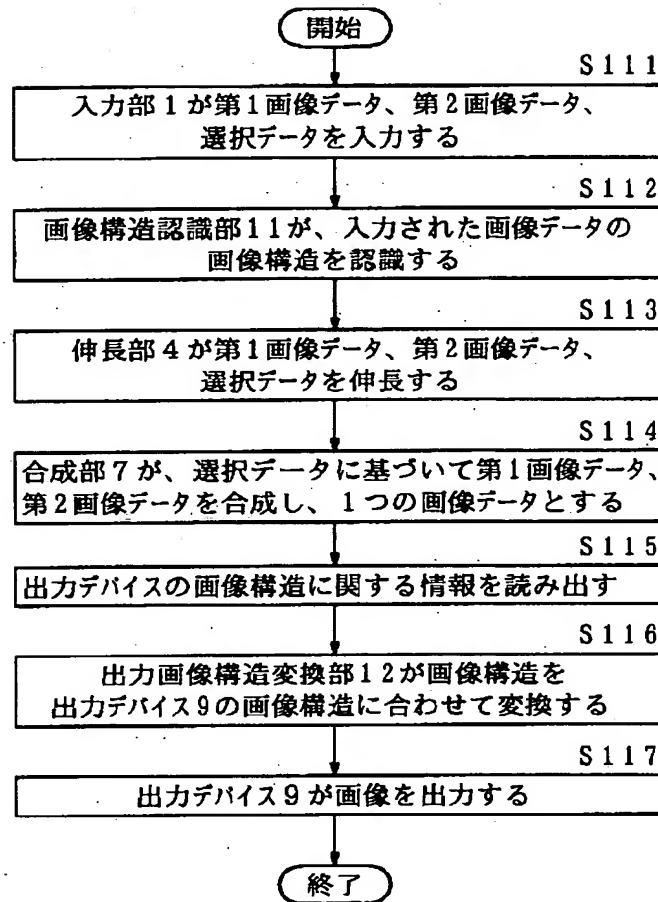 開始
S111
入力部1が第1画像データ、第2画像データ、
選択データを入力する
S112
画像構造認識部11が、入力された画像データの
画像構造を認識する
S113
伸長部4が第1画像データ、第2画像データ、
選択データを伸長する
S114
合成部7が、選択データに基づいて第1画像データ、
第2画像データを合成し、1つの画像データとする
S115
出力デバイスの画像構造に関する情報を読み出す
S116
出力画像構造変換部12が画像構造を
出力デバイス9の画像構造に合わせて変換する
S117
出力デバイス9が画像を出力する
終了